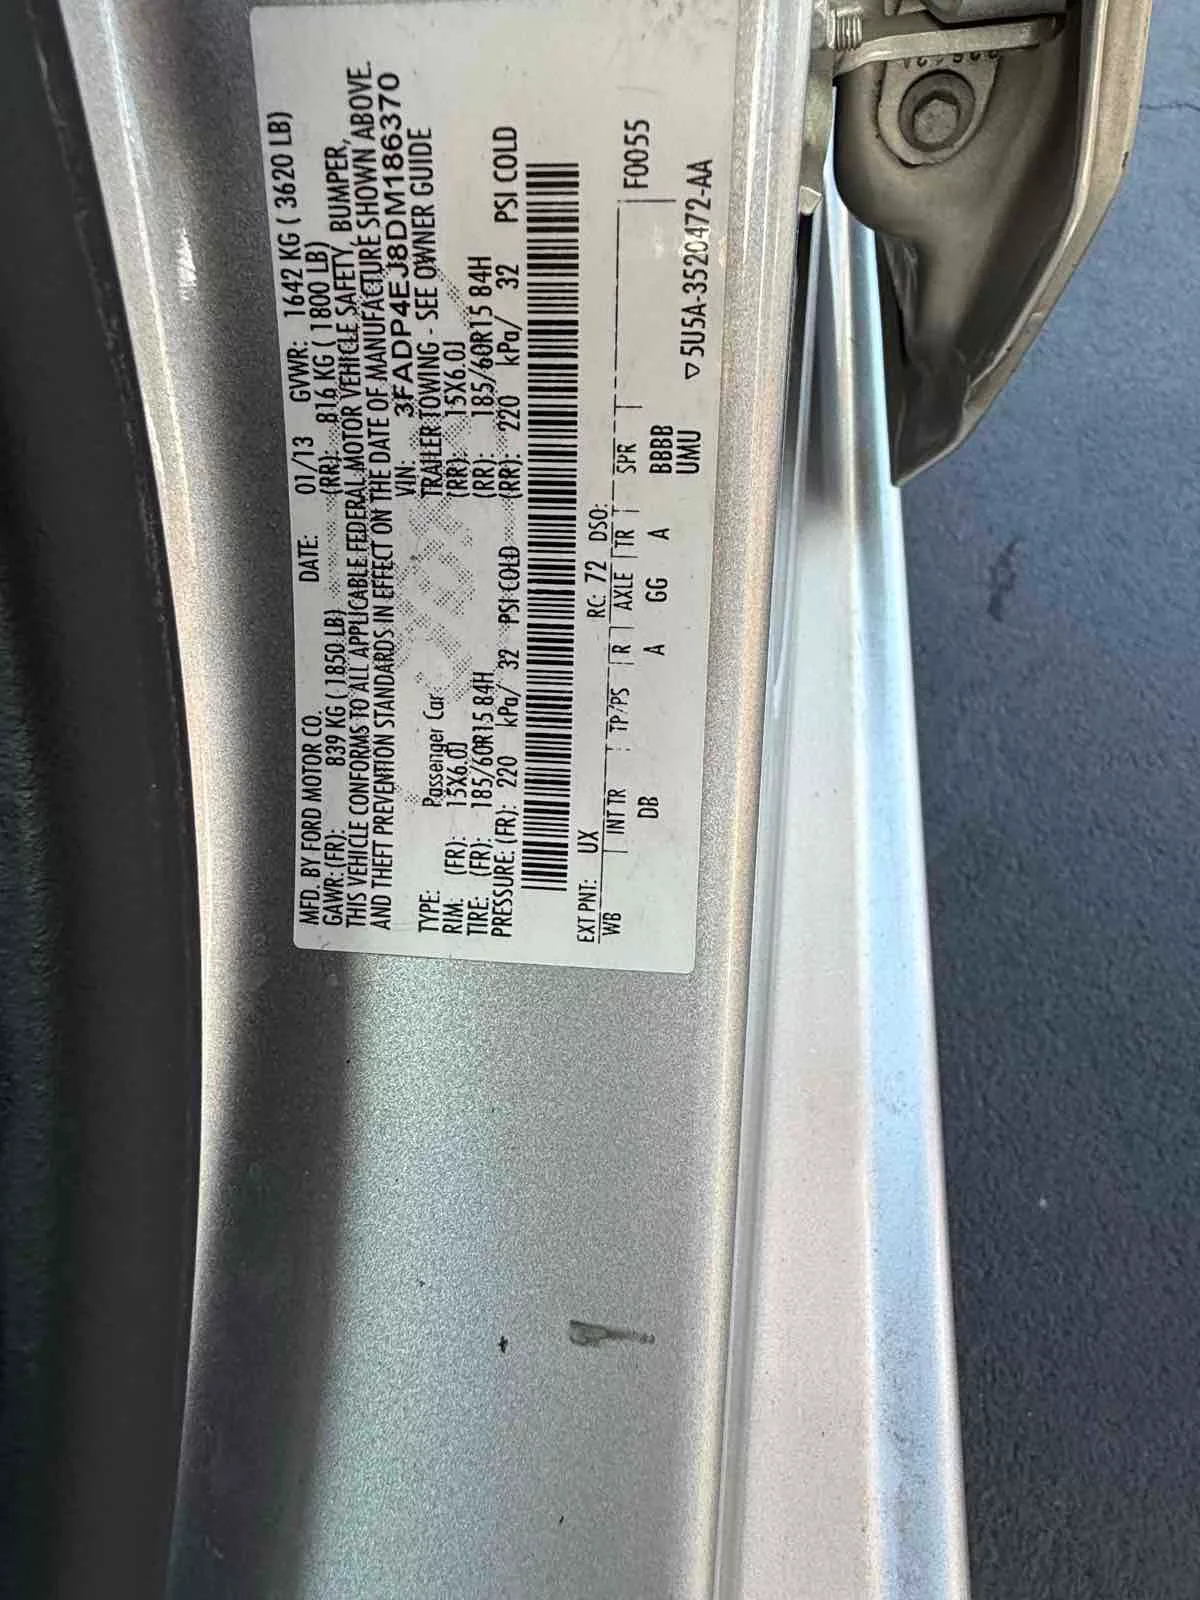 MFD. BY FORD MOTOR CO. DATE: 01/13 GVWR: 1642 KG ( 3620 LB)
GAWR:(FR): 839 KG ( 1850 LB) (RR): 816 KG ( 1800 LB)
THIS VEHICLE CONFORMS TO ALL APPLICABLE FEDERAL MOTOR VEHICLE SAFETY, BUMPER,
AND THEFT PREVENTION STANDARDS IN EFFECT ON THE DATE OF MANUFACTURE SHOWN ABOVE.
VIN: 3FADP4EJ8DM186370
TYPE: Passenger Car TRAILER TOWING - SEE OWNER GUIDE
RIM: (FR): 15X6.0J (RR): 15X6.0J
TIRE: (FR): 185/60R15 84H (RR): 185/60R15 84H
PRESSURE: (FR): 220 kPa/ 32 PSI COLD (RR): 220 kPa/ 32 PSI COLD
EXT PNT: UX RC: 72 DSO:
WB INT TR TP/PS R AXLE TR SPR F0055
DB A GG A BBBB
UMU
▽5U5A-3520472-AA